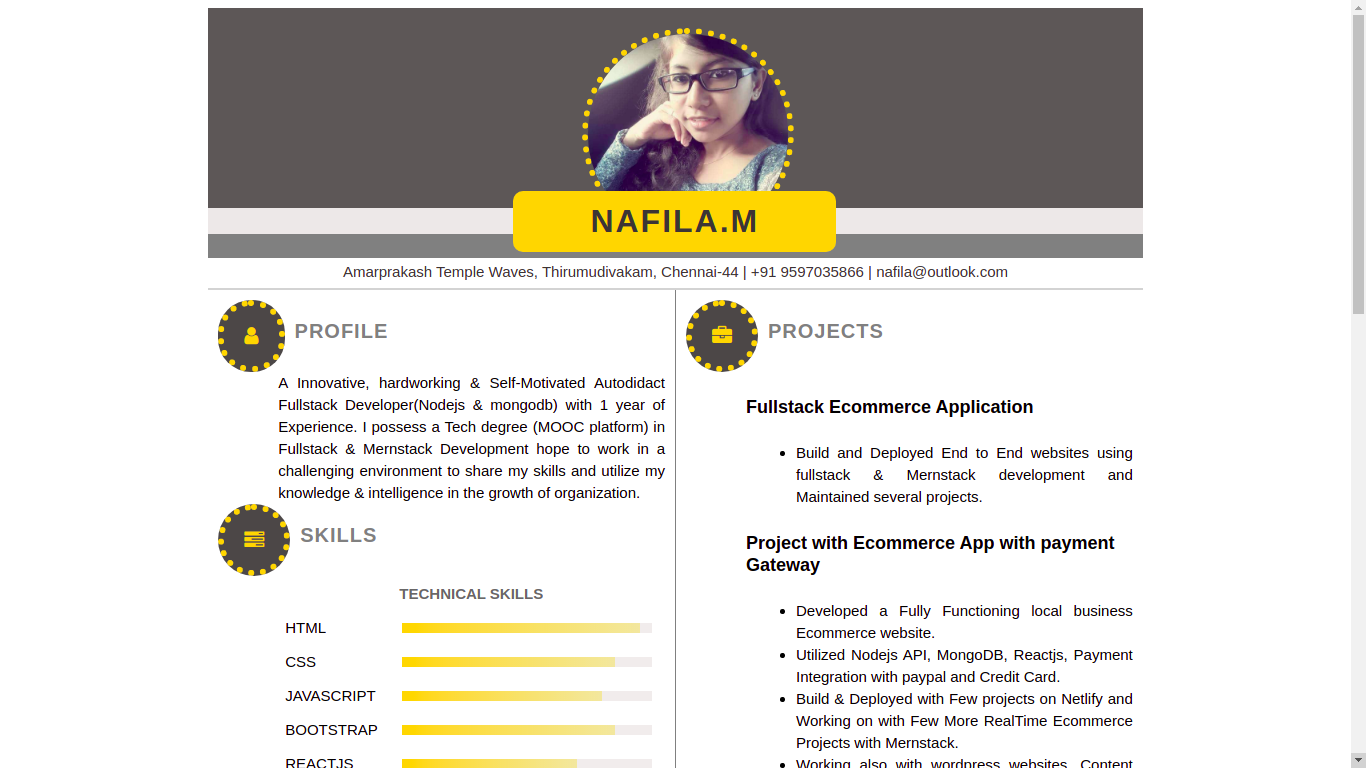 NAFILA.M
Amarprakash Temple Waves, Thirumudivakam, Chennai-44 | +91 9597035866 | nafila@outlook.com
PROFILE
A Innovative, hardworking & Self-Motivated Autodidact
Fullstack Developer(Nodejs & mongodb) with 1 year of
Experience. I possess a Tech degree (MOOC platform) in
Fullstack & Mernstack Development hope to work in a
challenging environment to share my skills and utilize my
knowledge & intelligence in the growth of organization.
SKILLS
TECHNICAL SKILLS
HTML
CSS
JAVASCRIPT
BOOTSTRAP
REACTJS
PROJECTS
Fullstack Ecommerce Application
Build and Deployed End to End websites using
fullstack & Mernstack development and
Maintained several projects.
Project with Ecommerce App with payment
Gateway
Developed a Fully Functioning local business
Ecommerce website.
Utilized Nodejs API, MongoDB, Reactjs, Payment
Integration with paypal and Credit Card.
Build & Deployed with Few projects on Netlify and
Working on with Few More RealTime Ecommerce
Projects with Mernstack.
Working also with wordpress websites, Content